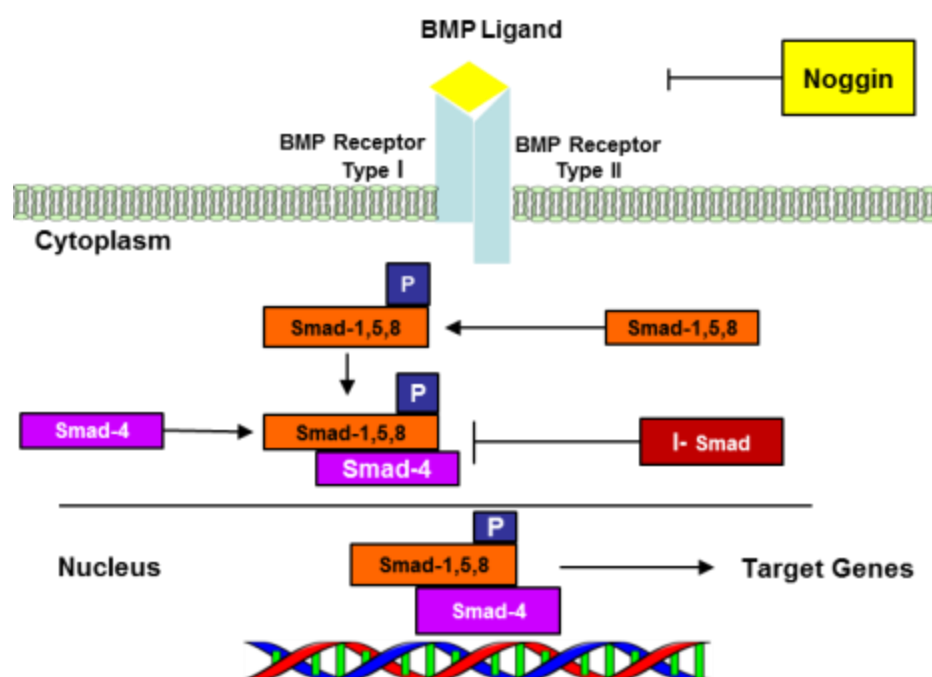 BMP Ligand
Noggin
BMP Receptor
Type I
BMP Receptor
Type II
Cytoplasm
P
Smad-1,5,8
Smad-1,5,8
P
Smad-4
Smad-1,5,8
Smad-4
I- Smad
P
Nucleus
Smad-1,5,8
Target Genes
Smad-4